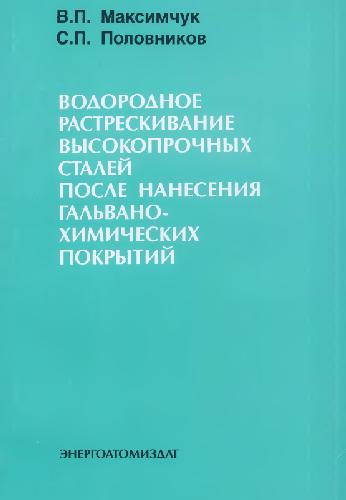 В.П. Максимчук
С.П. Половников
ВОДОРОДНОЕ
РАСТРЕСКИВАНИЕ
ВЫСОКОПРОЧНЫХ
СТАЛЕЙ
ПОСЛЕ НАНЕСЕНИЯ
ГАЛЬВАНО-
ХИМИЧЕСКИХ
ПОКРЫТИЙ
ЭНЕРГОАТОМИЗДАТ